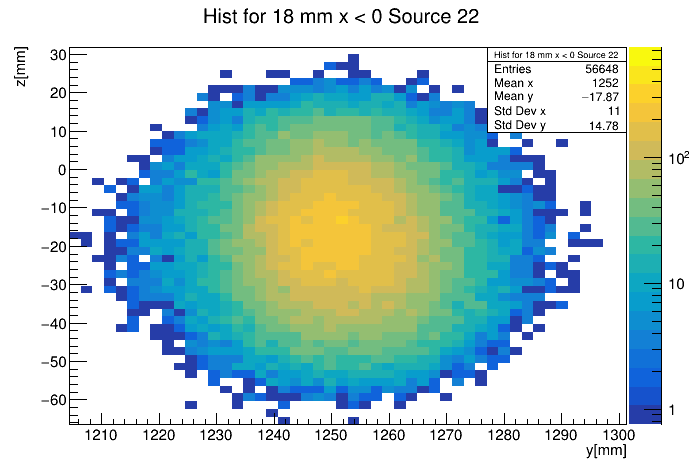 Hist for 18 mm x < 0 Source 22
z[mm]
30
20
10
0
−10
−20
−30
−40
−50
−60
1210 1220 1230 1240 1250 1260 1270 1280 1290 1300
y[mm]
Hist for 18 mm x < 0 Source 22
Entries 56648
Mean x 1252
Mean y −17.87
Std Dev x 11
Std Dev y 14.78
10²
10
1